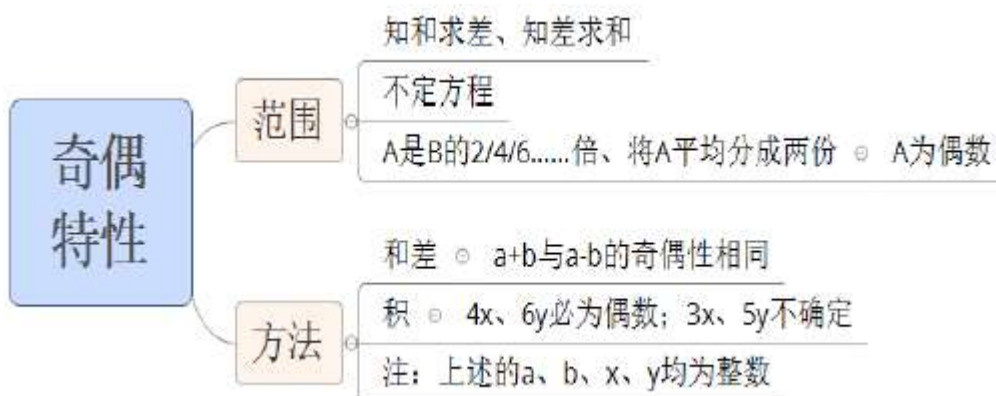 奇偶
特性
范围
知和求差、知差求和
不定方程
A是B的2/4/6......倍、将A平均分成两份 A为偶数
方法
和差 a+b与a-b的奇偶性相同
积 4x、6y必为偶数；3x、5y不确定
注：上述的a、b、x、y均为整数